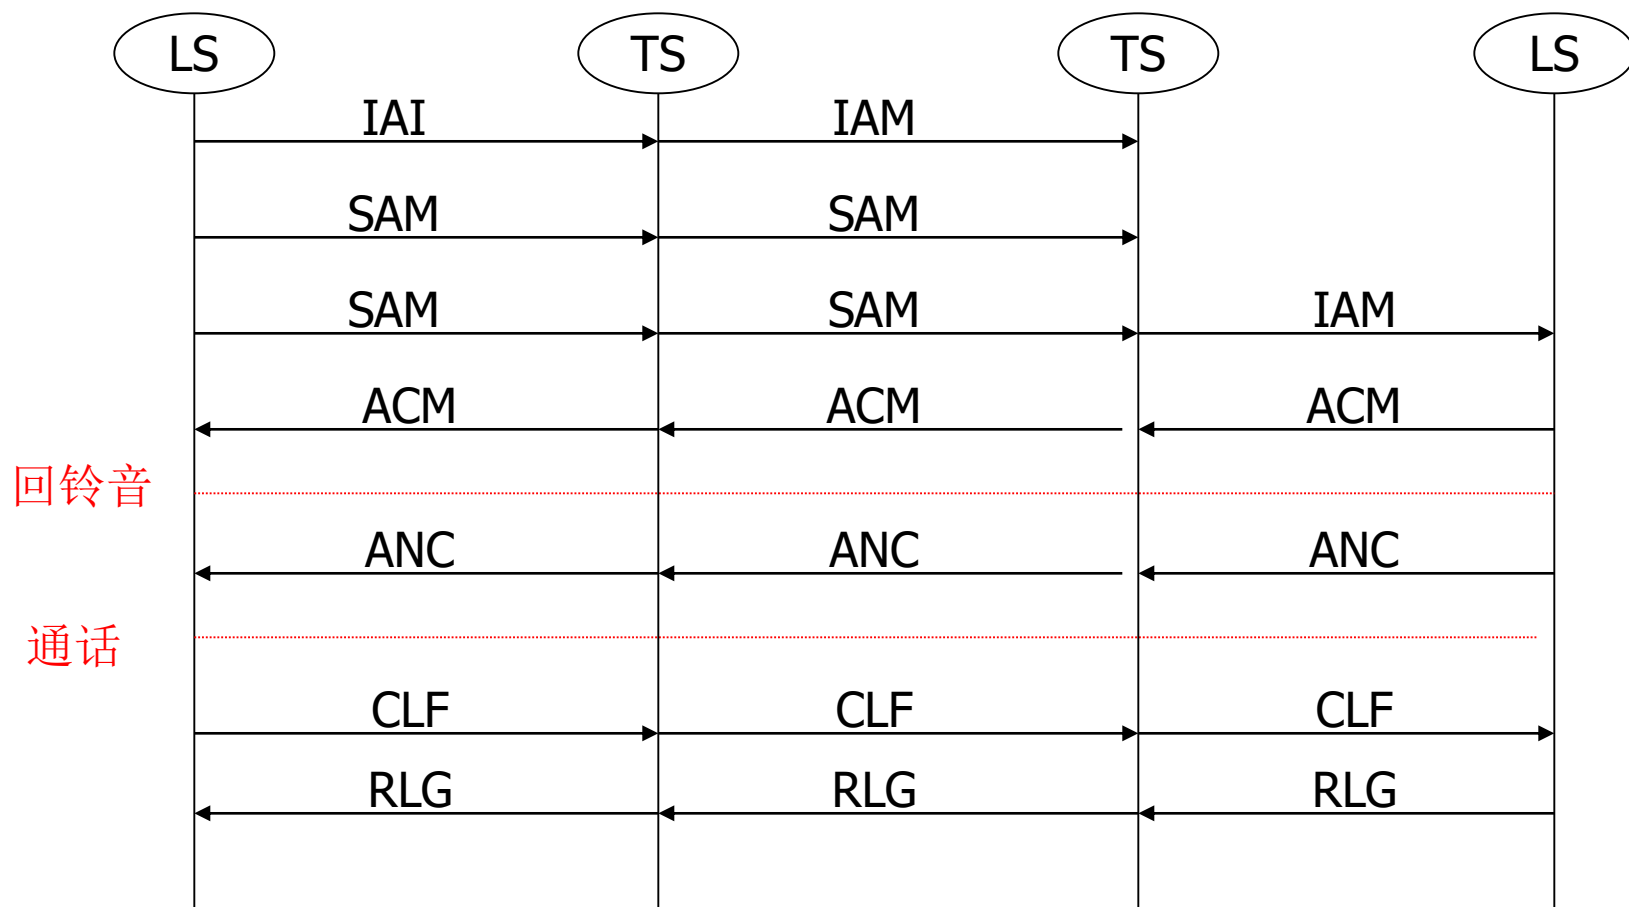 LS TS TS LS
IAI IAM
SAM SAM
SAM SAM IAM
ACM ACM ACM
回铃音
ANC ANC ANC
通话
CLF CLF CLF
RLG RLG RLG